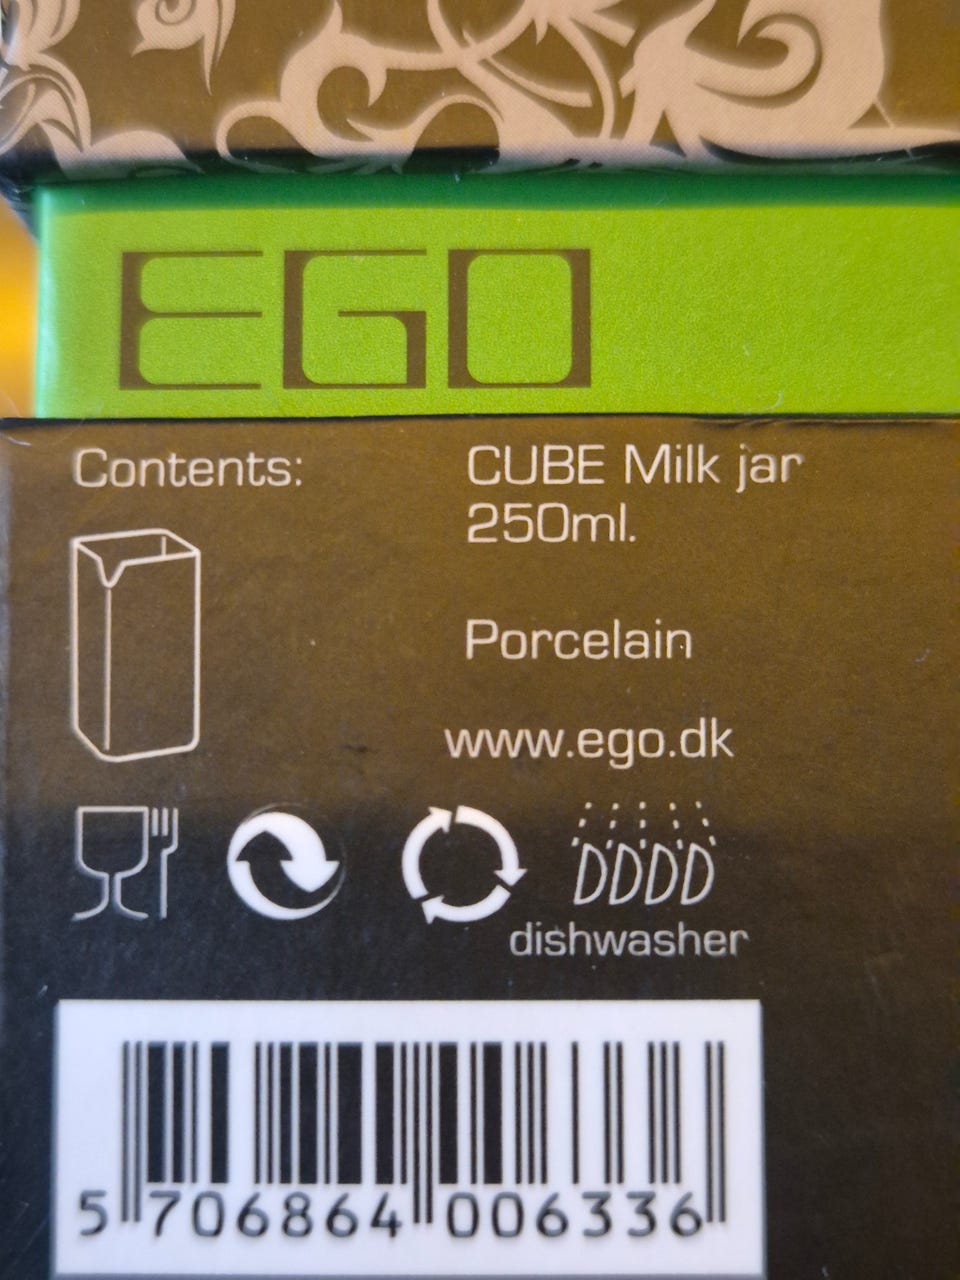 EGO
Contents:
CUBE Milk jar
250ml.
Porcelain
www.ego.dk
dishwasher
5 706864 006336